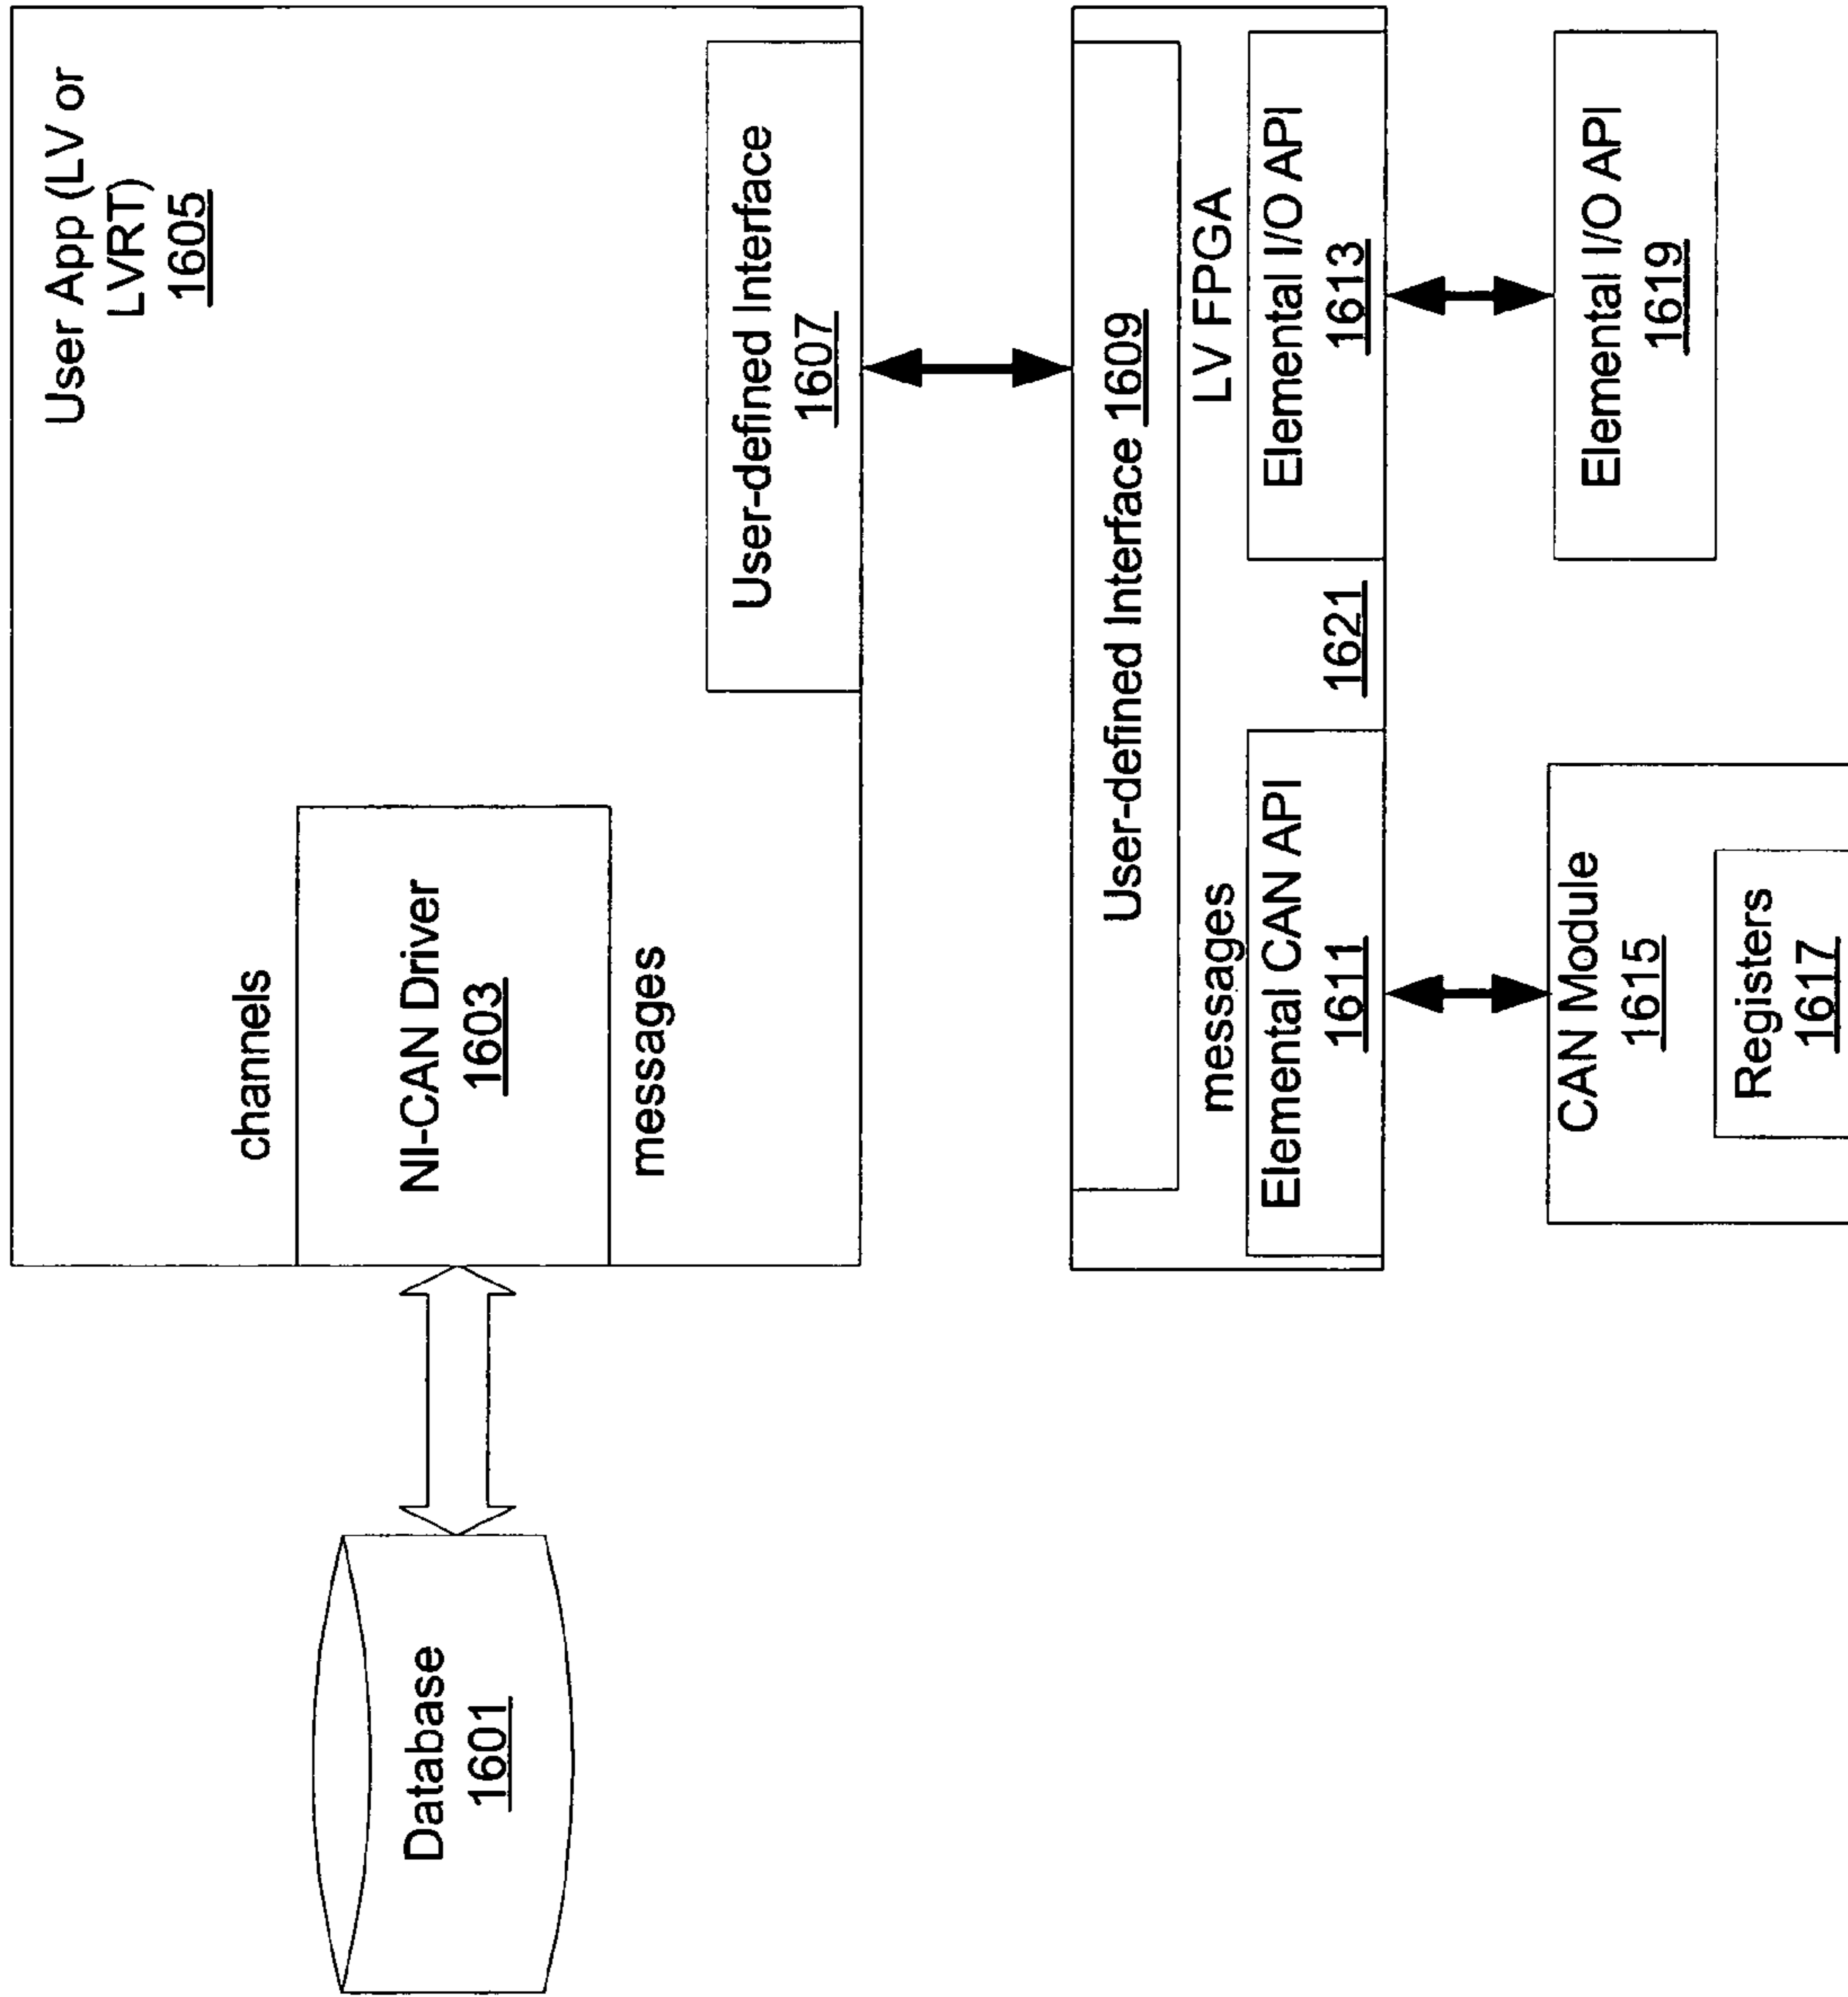 User App (LV or
LVRT)
1605
channels
NI-CAN Driver
1603
messages
Database
1601
User-defined Interface
1607
User-defined Interface 1609
messages
LV FPGA
Elemental CAN API
1611
1621
Elemental I/O API
1613
CAN Module
1615
Registers
1617
Elemental I/O API
1619